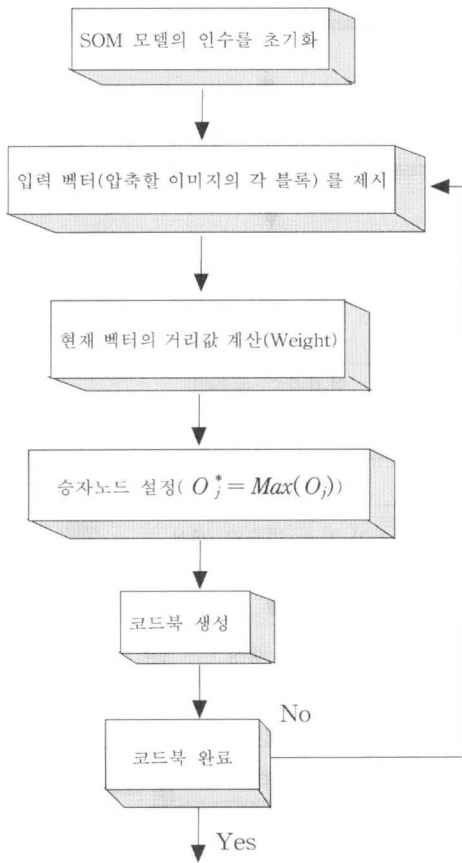 SOM 모델의 인수를 초기화
입력 벡터(압축할 이미지의 각 블록) 를 제시
현재 벡터의 거리값 계산(Weight)
승자노드 설정( O*j = Max(Oj))
코드북 생성
No
코드북 완료
Yes